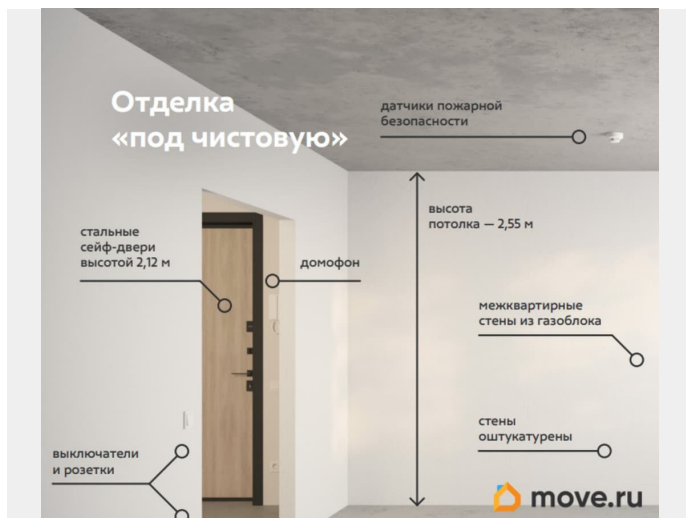 Отделка
«под чистовую»
датчики пожарной
безопасности
высота
потолка — 2,55 м
стальные
сейф-двери
высотой 2,12 м
домофон
межквартирные
стены из газоблока
стены
оштукатурены
выключатели
и розетки
move.ru